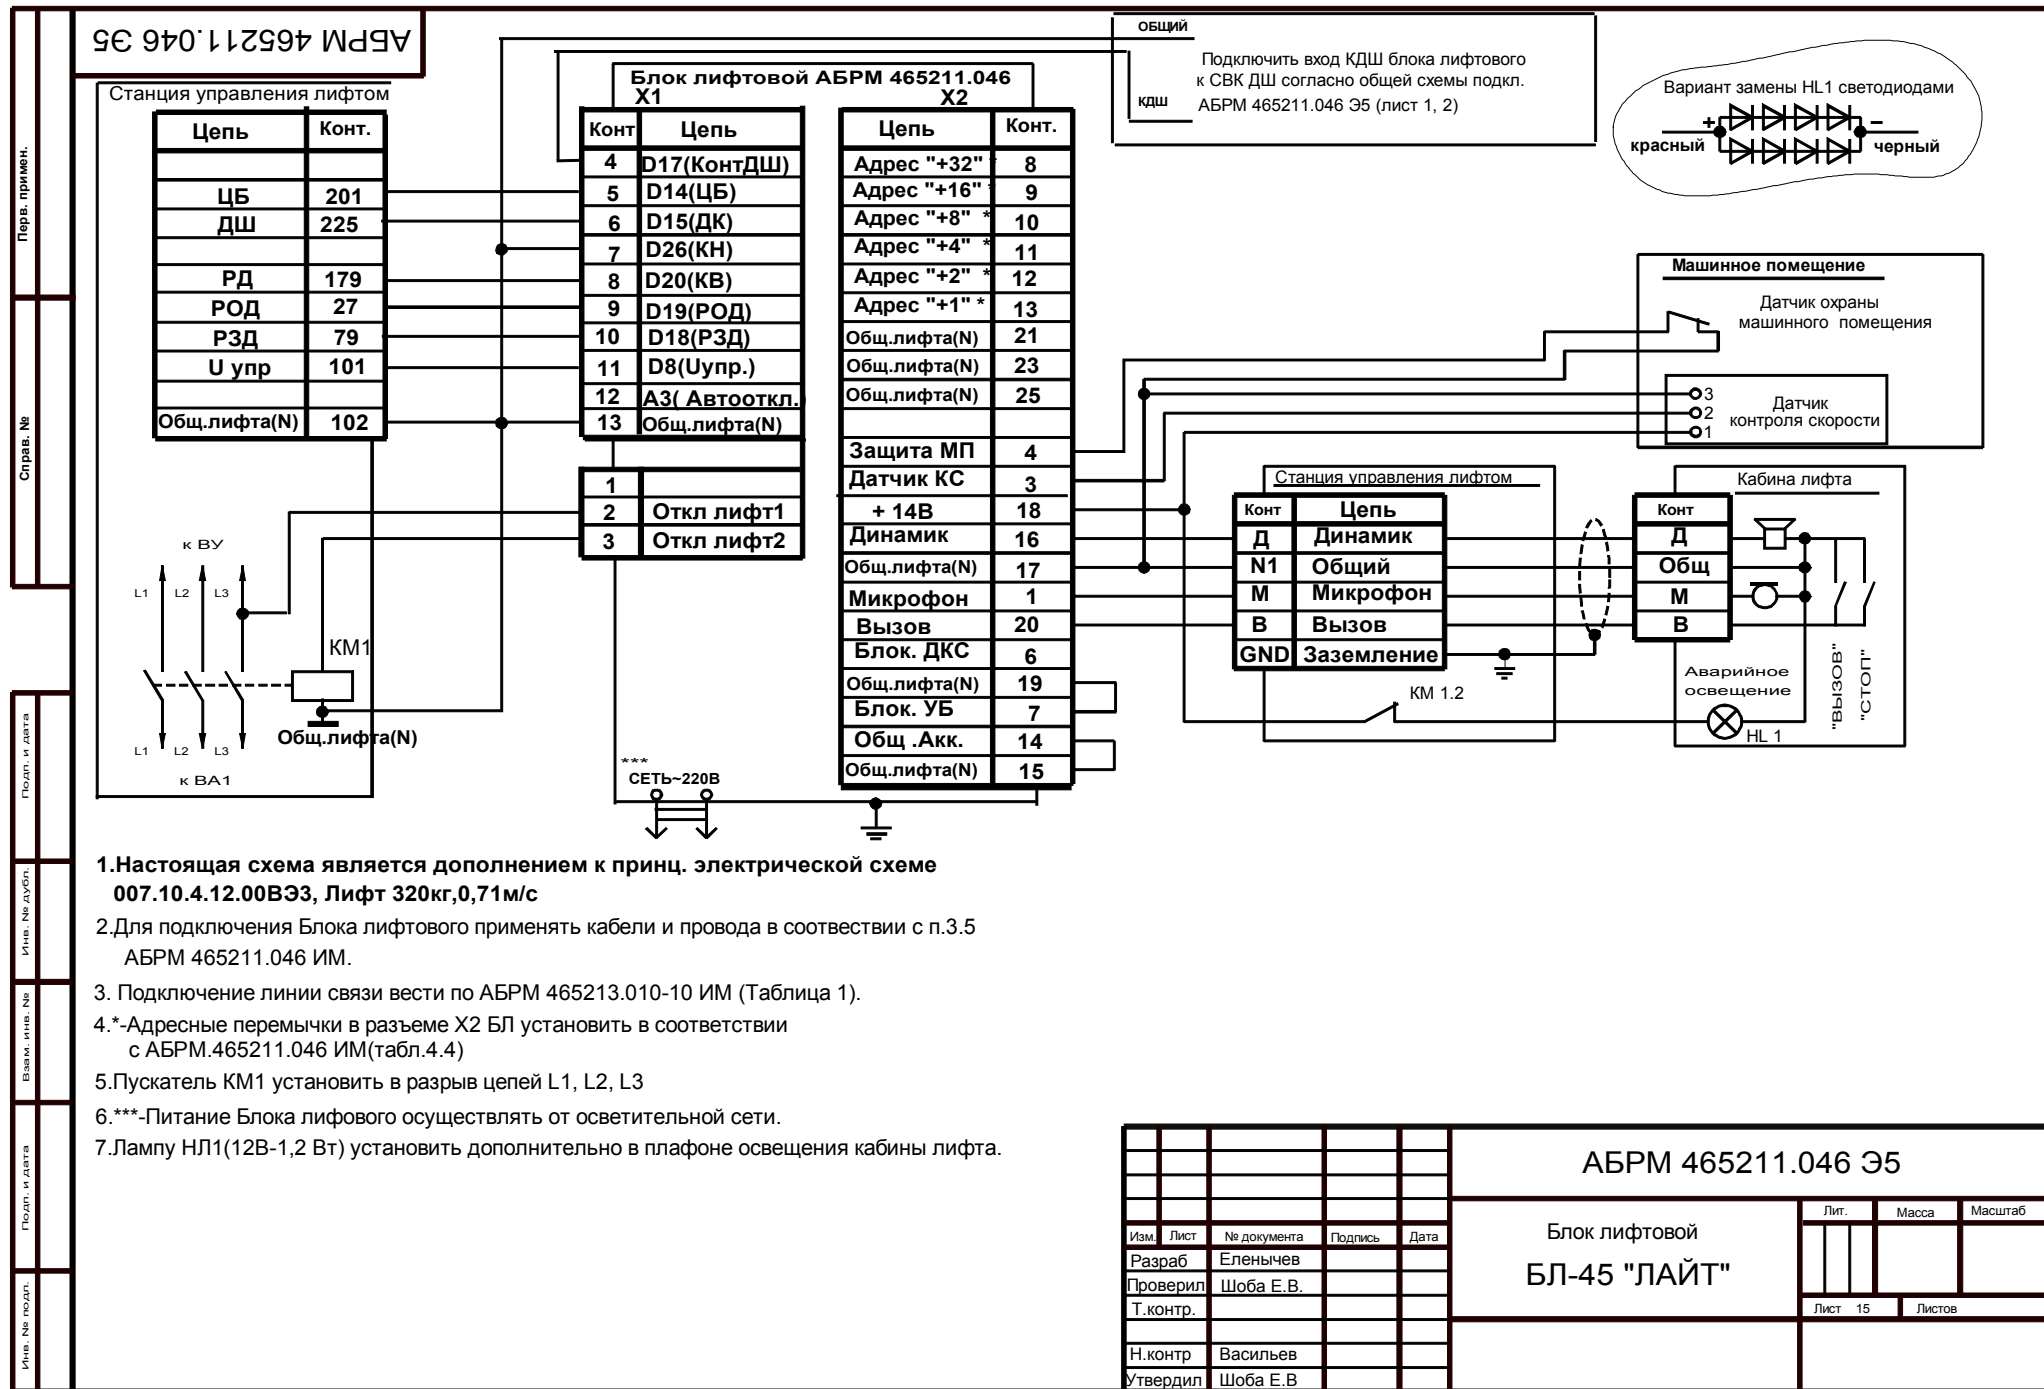 АБРМ 465211.046 Э5
Станция управления лифтом
Цепь Конт.
ЦБ 201
ДШ 225
РД 179
РОД 27
РЗД 79
U упр 101
Общ.лифта(N) 102
Блок лифтовой АБРМ 465211.046
X1 X2
Конт Цепь
4 D17(КонтДШ)
5 D14(ЦБ)
6 D15(ДК)
7 D26(КН)
8 D20(КВ)
9 D19(РОД)
10 D18(РЗД)
11 D8(Uупр.)
12 А3( Автооткл.)
13 Общ.лифта(N)
1
2 Откл лифт1
3 Откл лифт2
Цепь Конт.
Адрес "+32" * 8
Адрес "+16" * 9
Адрес "+8" * 10
Адрес "+4" * 11
Адрес "+2" * 12
Адрес "+1" * 13
Общ.лифта(N) 21
Общ.лифта(N) 23
Общ.лифта(N) 25
Защита МП 4
Датчик КС 3
+ 14В 18
Динамик 16
Общ.лифта(N) 17
Микрофон 1
Вызов 20
Блок. ДКС 6
Общ.лифта(N) 19
Блок. УБ 7
Общ .Акк. 14
Общ.лифта(N) 15
ОБЩИЙ
КДШ
Подключить вход КДШ блока лифтового
к СВК ДШ согласно общей схемы подкл.
АБРМ 465211.046 Э5 (лист 1, 2)
Вариант замены HL1 светодиодами
+ −
красный черный
Машинное помещение
Датчик охраны
машинного помещения
3
2
1
Датчик
контроля скорости
Станция управления лифтом
Конт Цепь
Д Динамик
N1 Общий
М Микрофон
В Вызов
GND Заземление
КМ 1.2
Кабина лифта
Конт
Д
Общ
М
В
Аварийное
освещение
HL 1
"ВЫЗОВ"
"СТОП"
к ВУ
L1 L2 L3
КМ1
Общ.лифта(N)
L1 L2 L3
к ВА1
***
СЕТЬ~220В
1.Настоящая схема является дополнением к принц. электрической схеме
007.10.4.12.00ВЭ3, Лифт 320кг,0,71м/с
2.Для подключения Блока лифтового применять кабели и провода в соотвествии с п.3.5
АБРМ 465211.046 ИМ.
3. Подключение линии связи вести по АБРМ 465213.010-10 ИМ (Таблица 1).
4.*-Адресные перемычки в разъеме Х2 БЛ установить в соответствии
с АБРМ.465211.046 ИМ(табл.4.4)
5.Пускатель КМ1 установить в разрыв цепей L1, L2, L3
6.***-Питание Блока лифового осуществлять от осветительной сети.
7.Лампу НЛ1(12В-1,2 Вт) установить дополнительно в плафоне освещения кабины лифта.
Перв. примен.
Справ. №
Подп. и дата
Инв. № дубл.
Взам. инв. №
Подп. и дата
Инв. № подл.
АБРМ 465211.046 Э5
Изм. Лист № документа Подпись Дата
Разраб Еленычев
Проверил Шоба Е.В.
Т.контр.
Н.контр Васильев
Утвердил Шоба Е.В
Блок лифтовой
БЛ-45 "ЛАЙТ"
Лит. Масса Масштаб
Лист 15 Листов